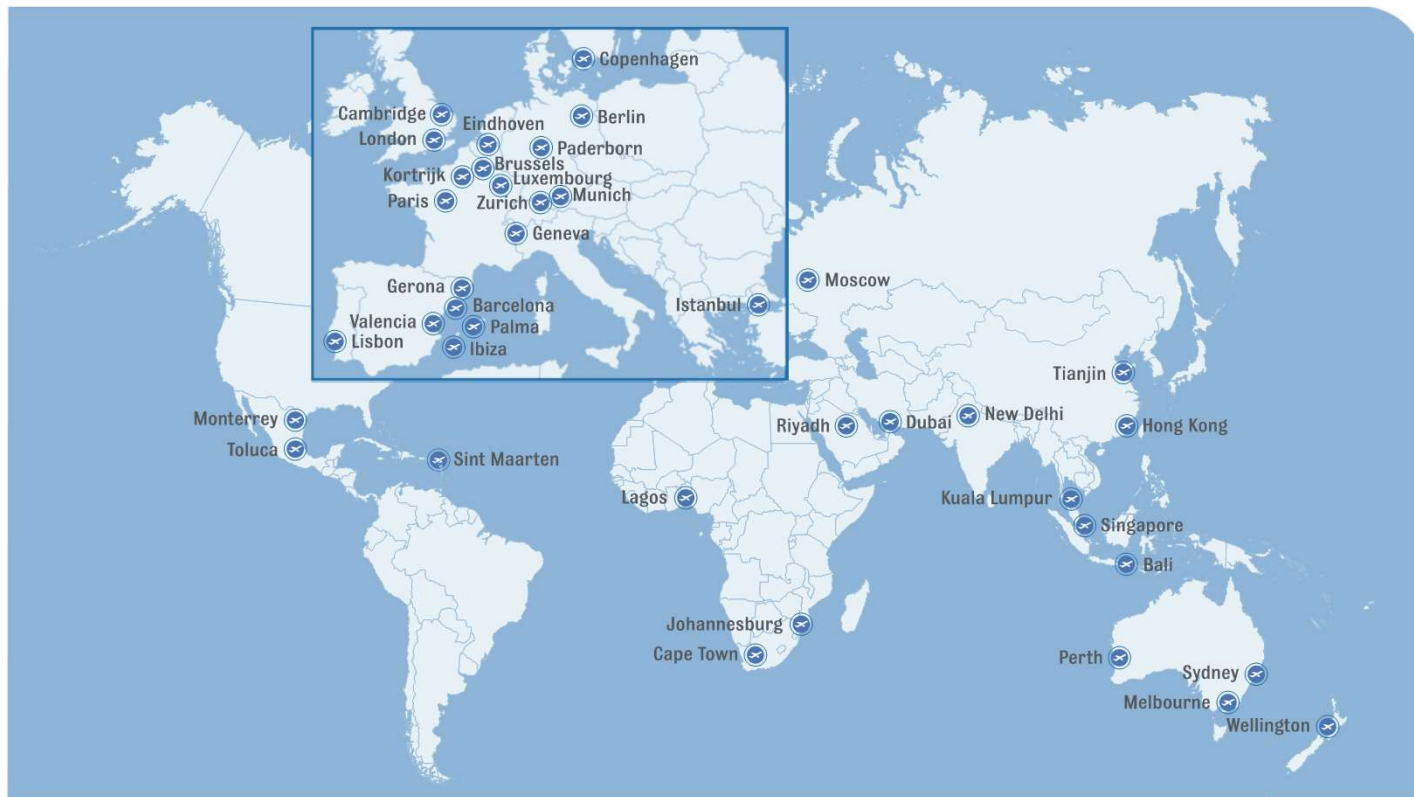 Copenhagen
Cambridge
Berlin
Eindhoven
London
Paderborn
Brussels
Kortrijk
Luxembourg
Munich
Paris
Zurich
Geneva
Moscow
Gerona
Istanbul
Barcelona
Valencia
Palma
Lisbon
Ibiza
Tianjin
Monterrey
New Delhi
Riyadh
Dubai
Hong Kong
Toluca
Sint Maarten
Lagos
Kuala Lumpur
Singapore
Bali
Johannesburg
Cape Town
Perth
Sydney
Melbourne
Wellington